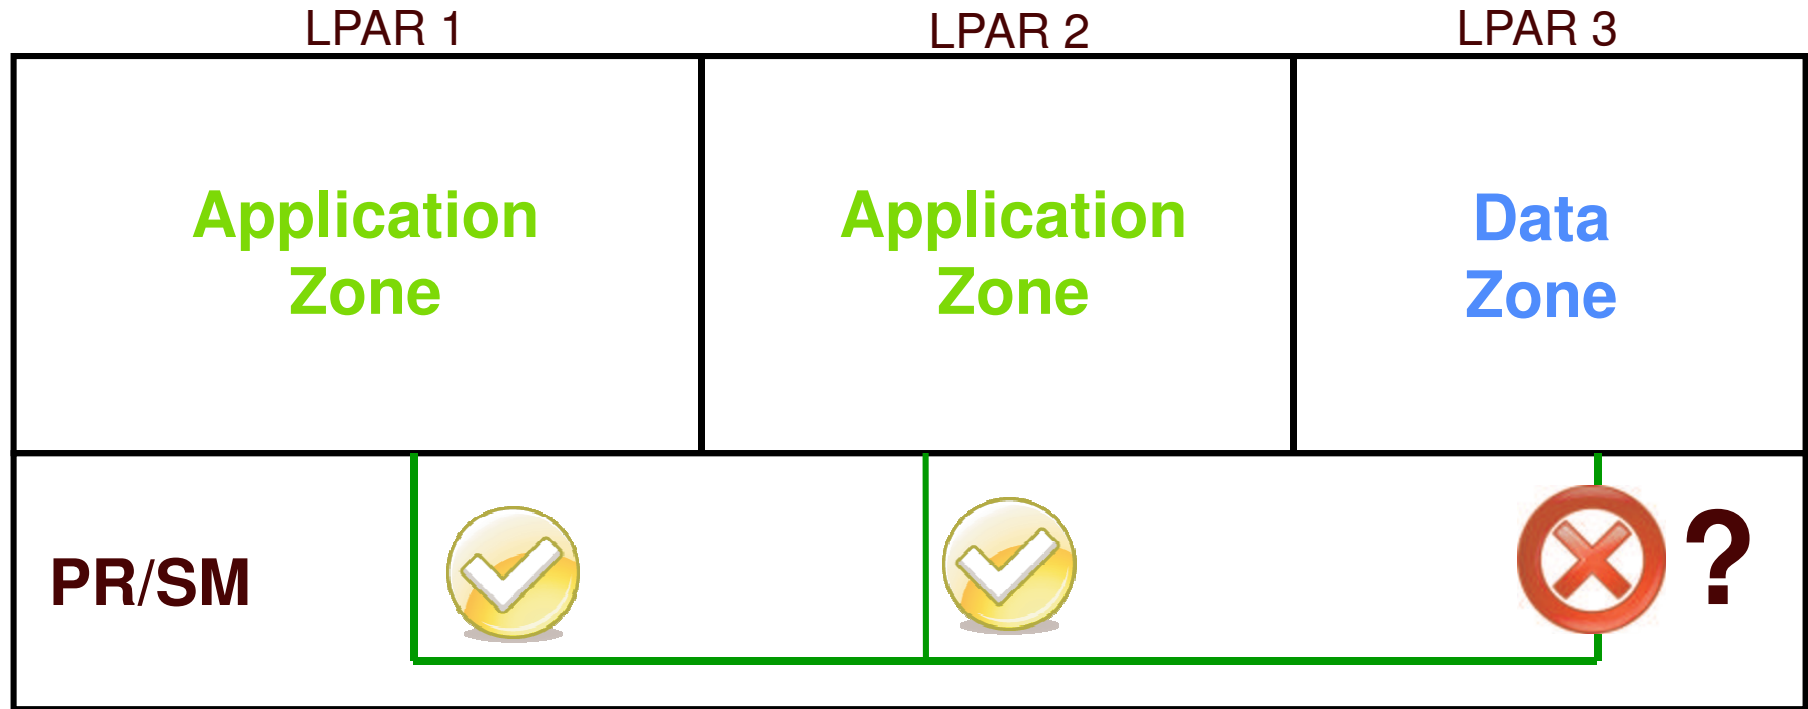 LPAR 1
LPAR 2
LPAR 3
Application
Zone
Application
Zone
Data
Zone
PR/SM
?